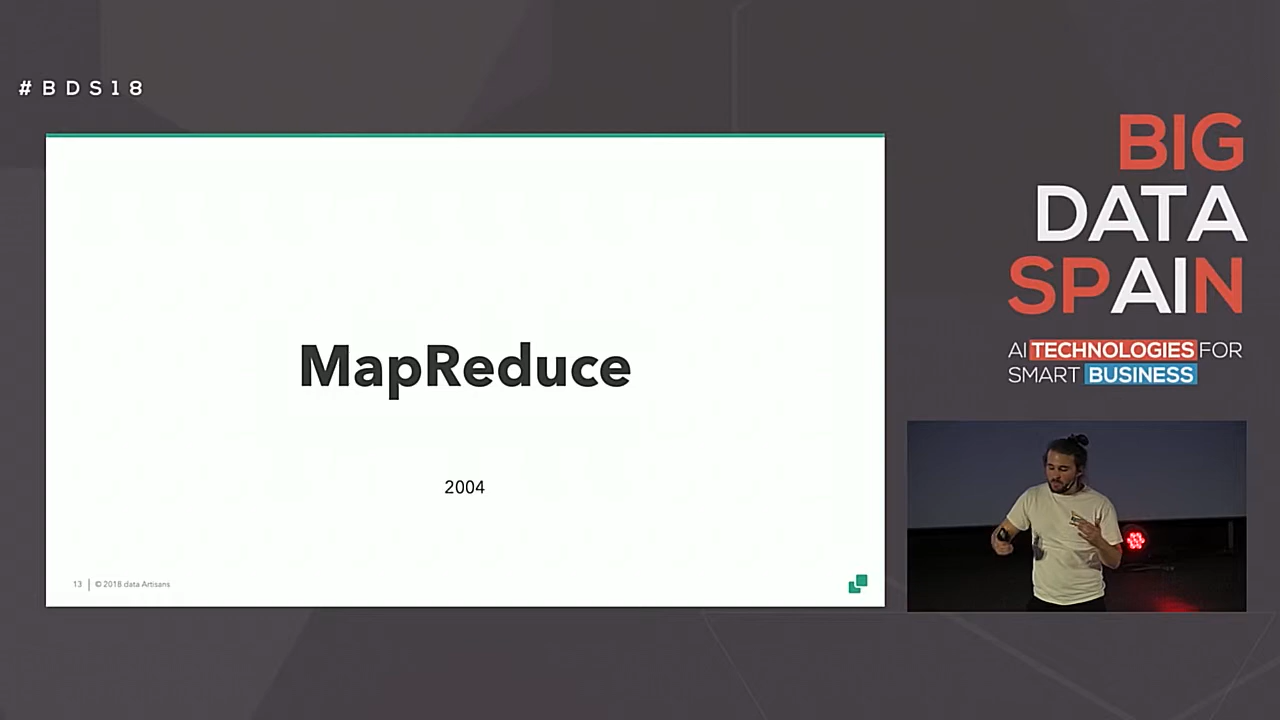 #BDS18
MapReduce
2004
13 | © 2018 data Artisans
BIG
DATA
SPAIN
AI TECHNOLOGIES FOR
SMART BUSINESS